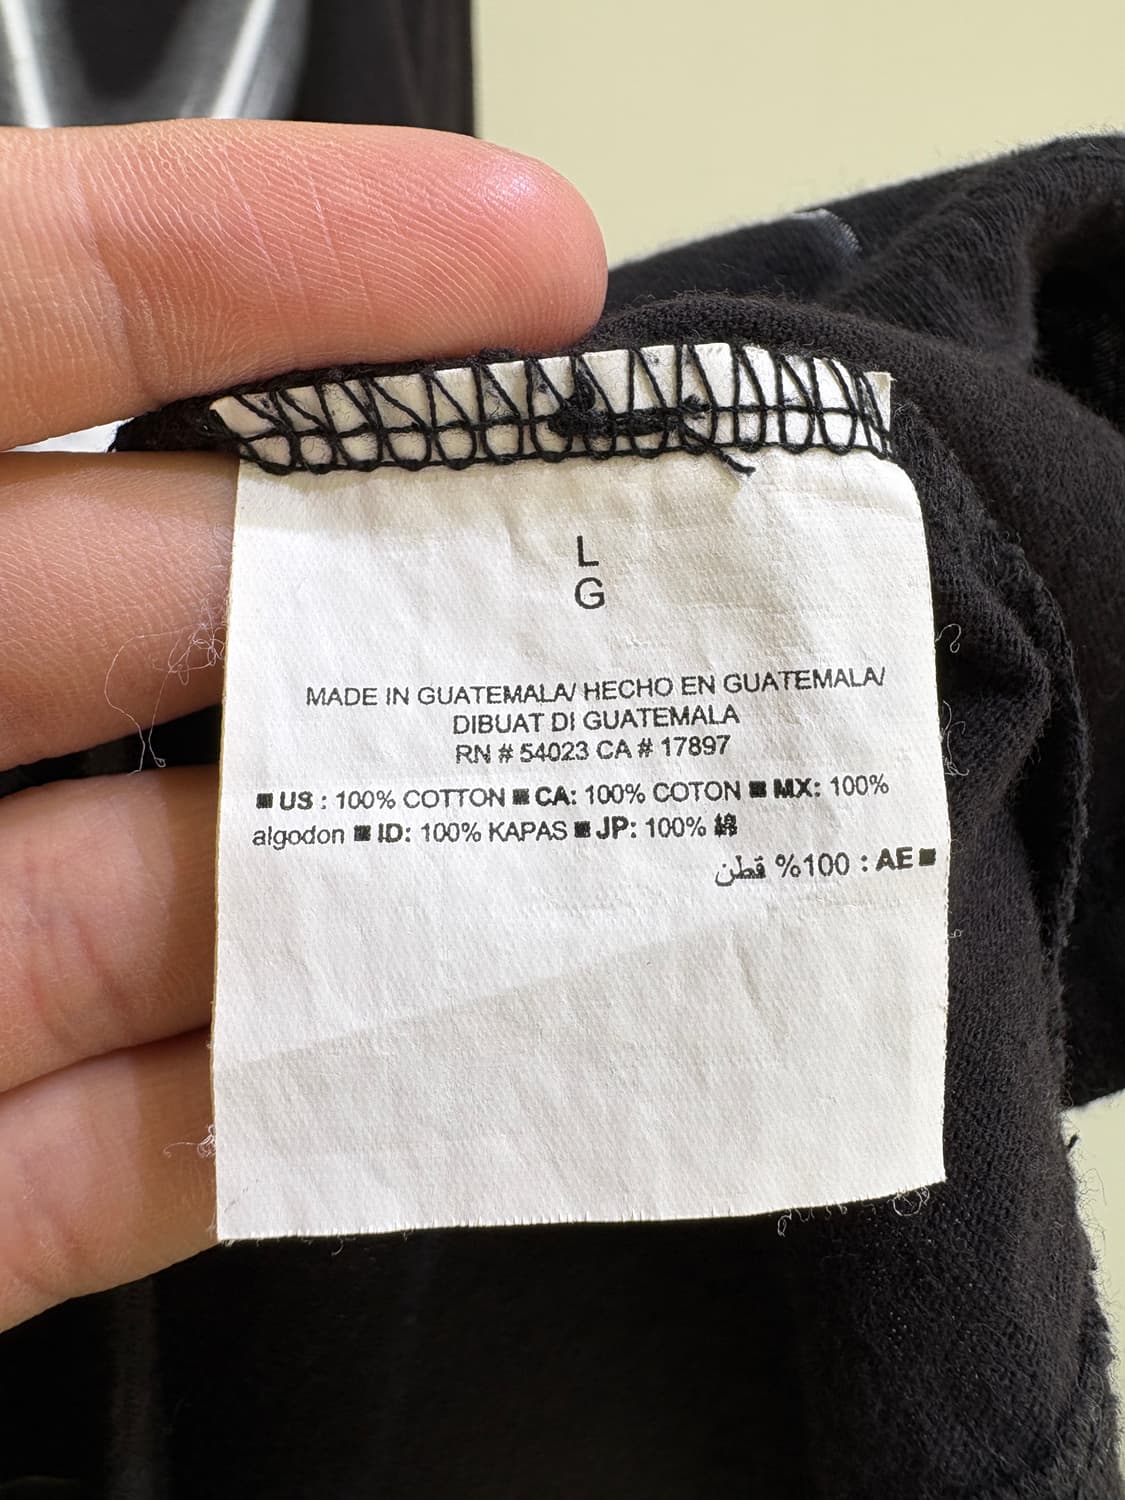 L
G
MADE IN GUATEMALA/ HECHO EN GUATEMALA/
DIBUAT DI GUATEMALA
RN # 54023 CA # 17897
■ US : 100% COTTON ■ CA: 100% COTON ■ MX: 100%
algodon ■ ID: 100% KAPAS ■ JP: 100% 綿
■ AE : 100% قطن